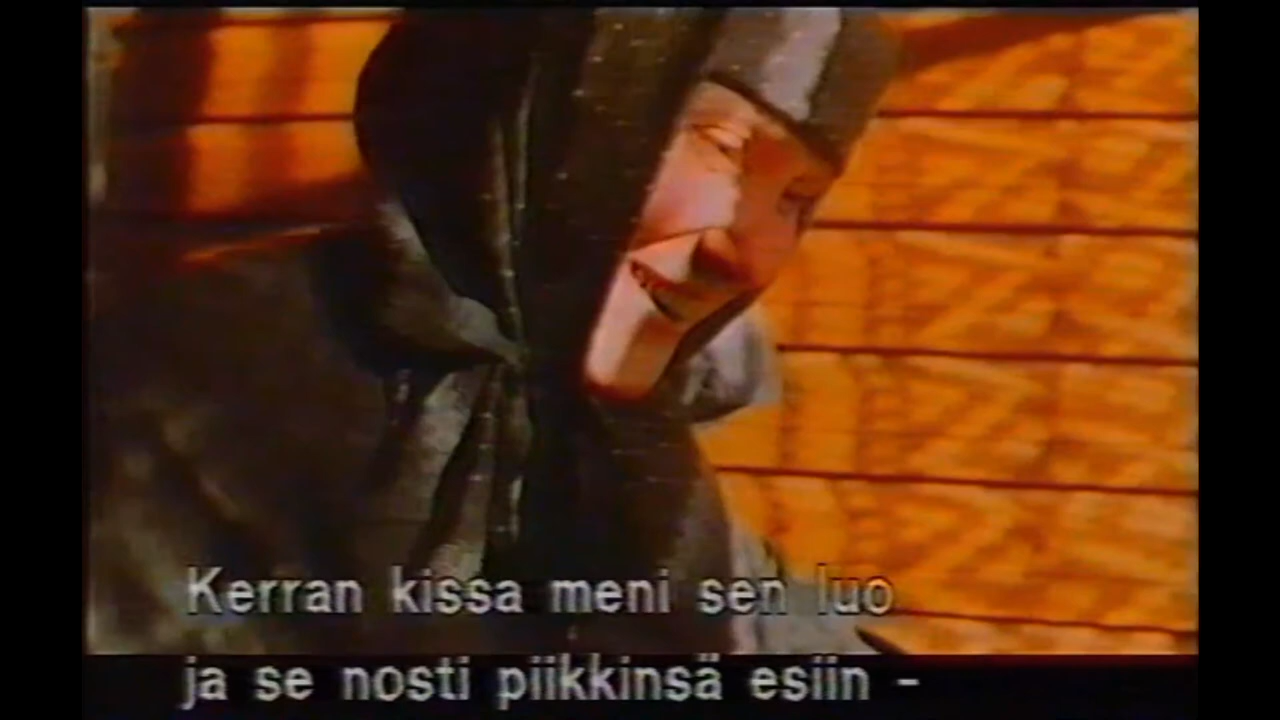 Kerran kissa meni sen luo
ja se nosti piikkinsä esiin -